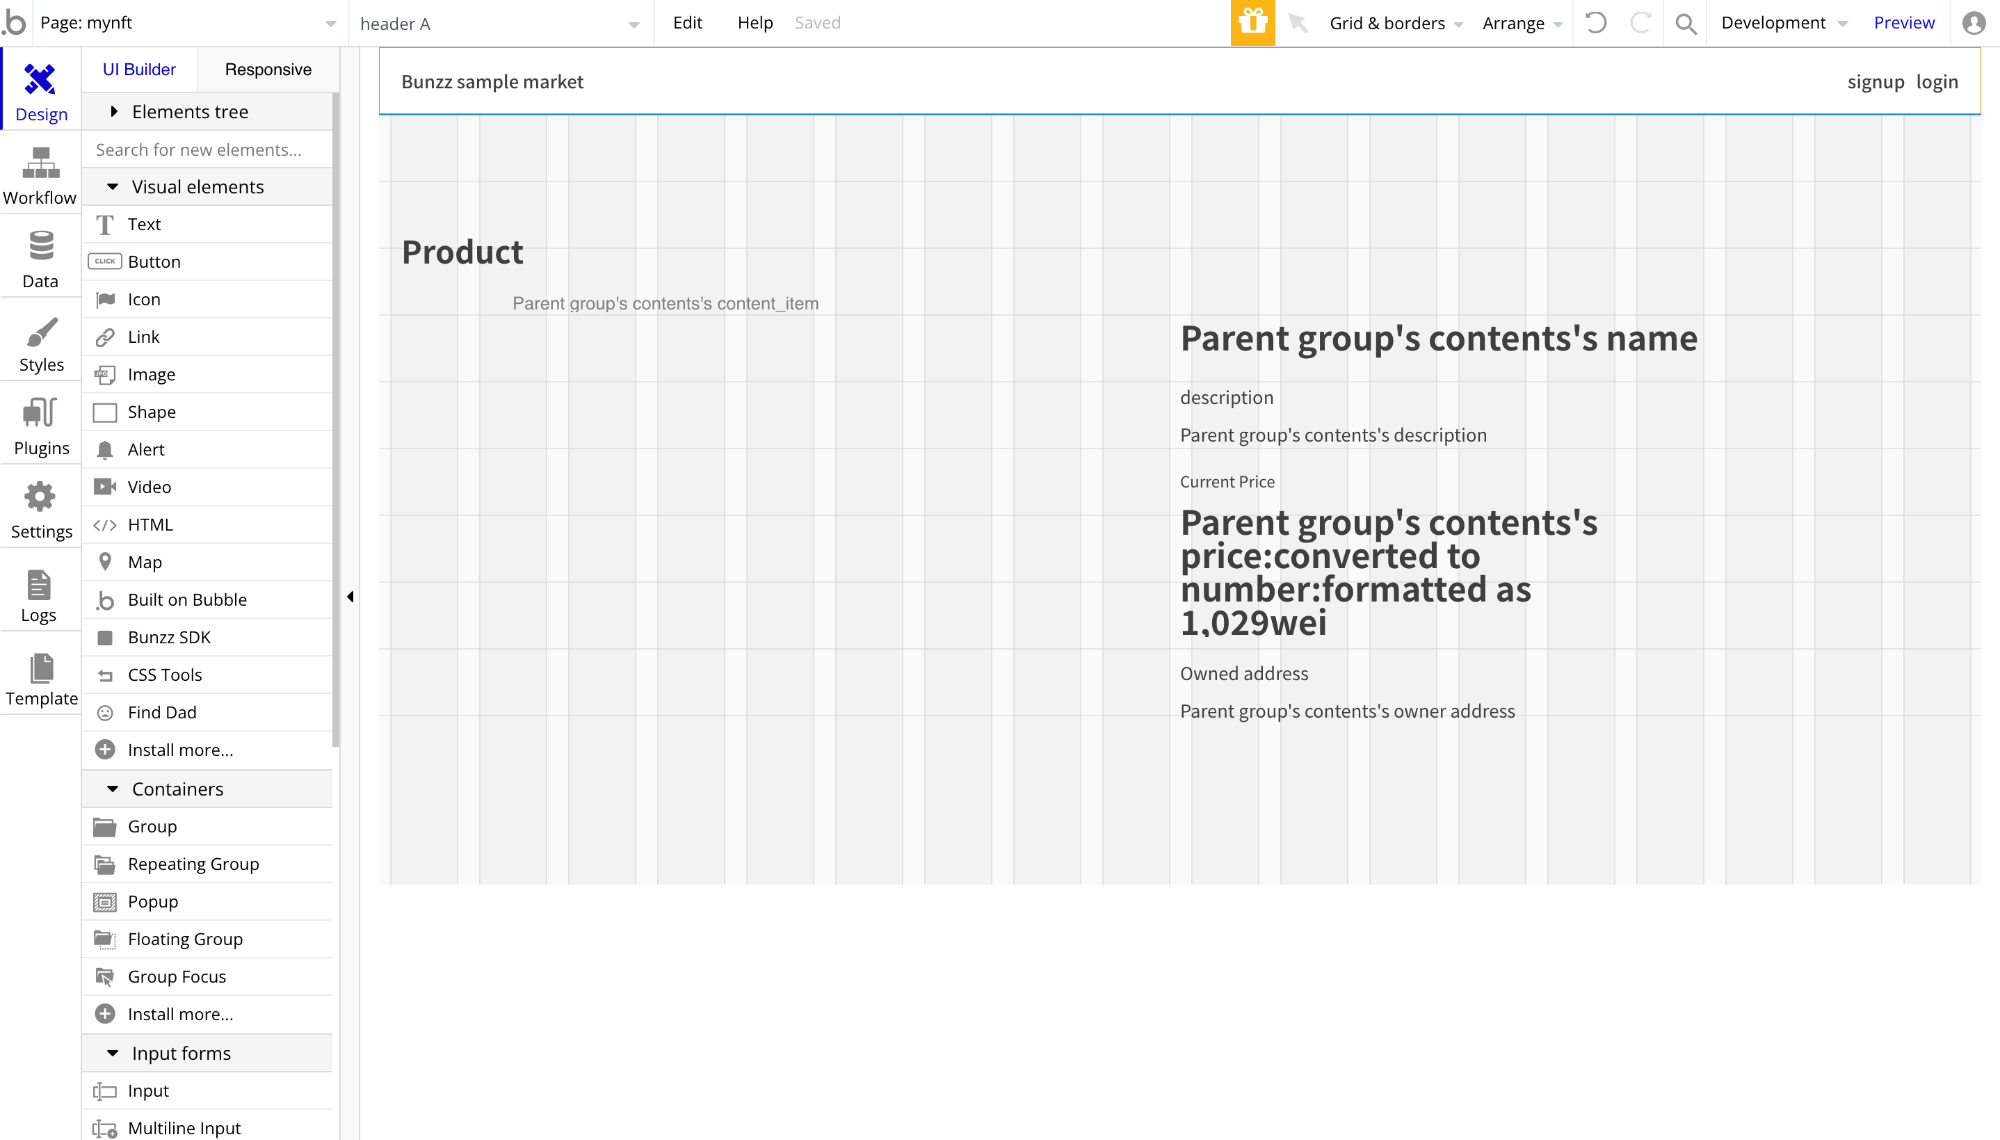 .b Page: mynft header A Edit Help Saved Grid & borders Arrange Development Preview
UI Builder Responsive
Design
Workflow
Data
Styles
Plugins
Settings
Logs
Template
Elements tree
Search for new elements...
Visual elements
Text
CLICK Button
Icon
Link
Image
Shape
Alert
Video
</> HTML
Map
.b Built on Bubble
Bunzz SDK
CSS Tools
Find Dad
Install more...
Containers
Group
Repeating Group
Popup
Floating Group
Group Focus
Install more...
Input forms
Input
Multiline Input
Bunzz sample market signup login
Product
Parent group's contents's content_item
Parent group's contents's name
description
Parent group's contents's description
Current Price
Parent group's contents's
price:converted to
number:formatted as
1,029wei
Owned address
Parent group's contents's owner address